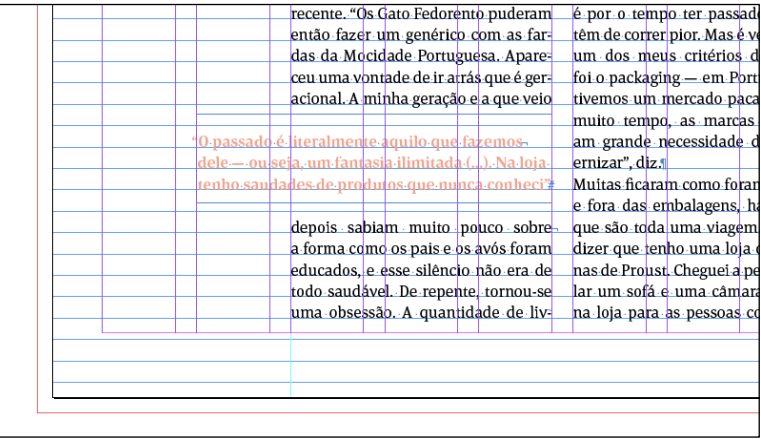 recente. “Os Gato Fedorento puderam
então fazer um genérico com as far-
das da Mocidade Portuguesa. Apare-
ceu uma vontade de ir atrás que é ger-
acional. A minha geração e a que veio
“O passado é literalmente aquilo que fazemos
dele — ou seja, um fantasia ilimitada (...). Na loja
tenho saudades de produtos que nunca conheci”
depois sabiam muito pouco sobre
a forma como os pais e os avós foram
educados, e esse silêncio não era de
todo saudável. De repente, tornou-se
uma obsessão. A quantidade de liv-
é por o tempo ter passad
têm de correr pior. Mas é
um dos meus critérios
foi o packaging — em
tivemos um mercado
muito tempo, as marcas
am grande necessidade
ernizar”, diz.
Muitas ficaram como
e fora das embalagens,
que são toda uma viagem
dizer que tenho uma loja
nas de Proust. Cheguei a
lar um sofá e uma
na loja para as pessoas